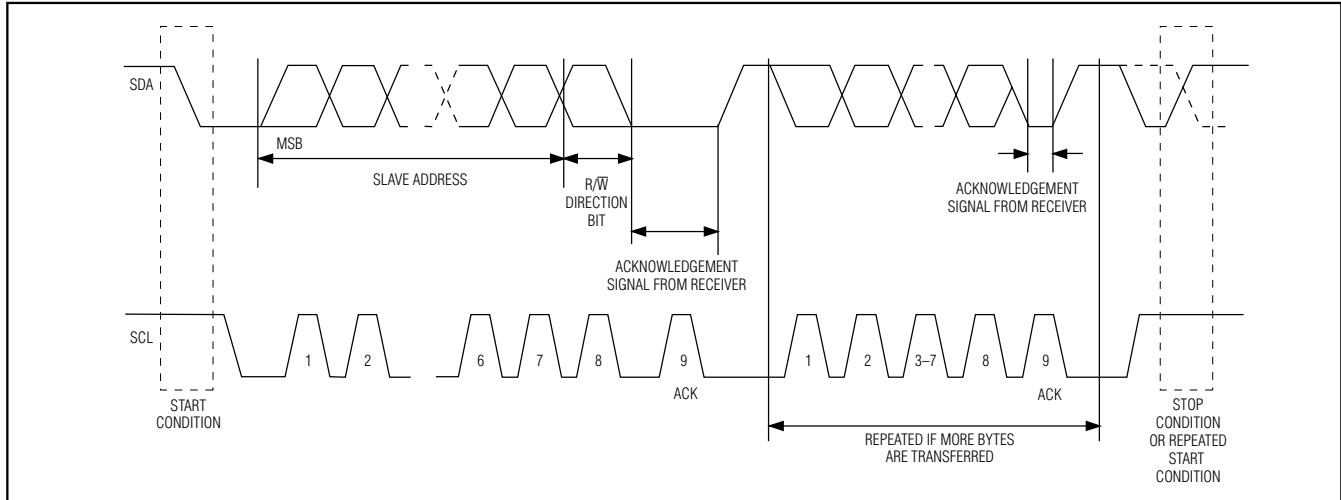 SDA
MSB
SLAVE ADDRESS
R/W̅
DIRECTION
BIT
ACKNOWLEDGEMENT
SIGNAL FROM RECEIVER
ACKNOWLEDGEMENT
SIGNAL FROM RECEIVER
SCL
1
2
6
7
8
9
1
2
3–7
8
9
ACK
ACK
START
CONDITION
REPEATED IF MORE BYTES
ARE TRANSFERRED
STOP
CONDITION
OR REPEATED
START
CONDITION